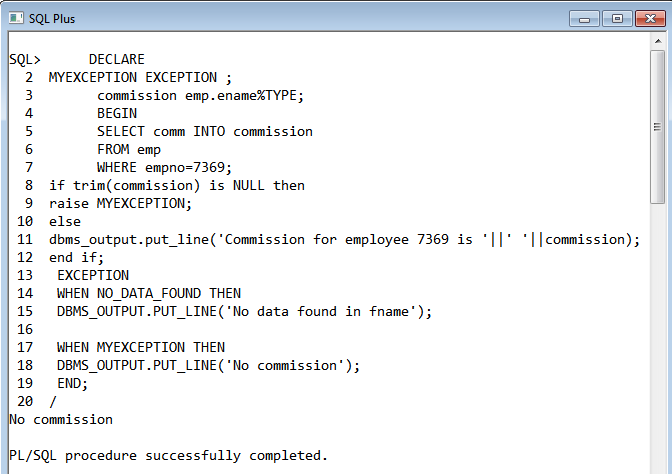 SQL Plus
SQL>      DECLARE
  2  MYEXCEPTION EXCEPTION ;
  3        commission emp.ename%TYPE;
  4        BEGIN
  5        SELECT comm INTO commission
  6        FROM emp
  7        WHERE empno=7369;
  8  if trim(commission) is NULL then
  9  raise MYEXCEPTION;
 10  else
 11  dbms_output.put_line('Commission for employee 7369 is '||' '||commission);
 12  end if;
 13   EXCEPTION
 14   WHEN NO_DATA_FOUND THEN
 15   DBMS_OUTPUT.PUT_LINE('No data found in fname');
 16
 17   WHEN MYEXCEPTION THEN
 18   DBMS_OUTPUT.PUT_LINE('No commission');
 19   END;
 20  /
No commission
PL/SQL procedure successfully completed.